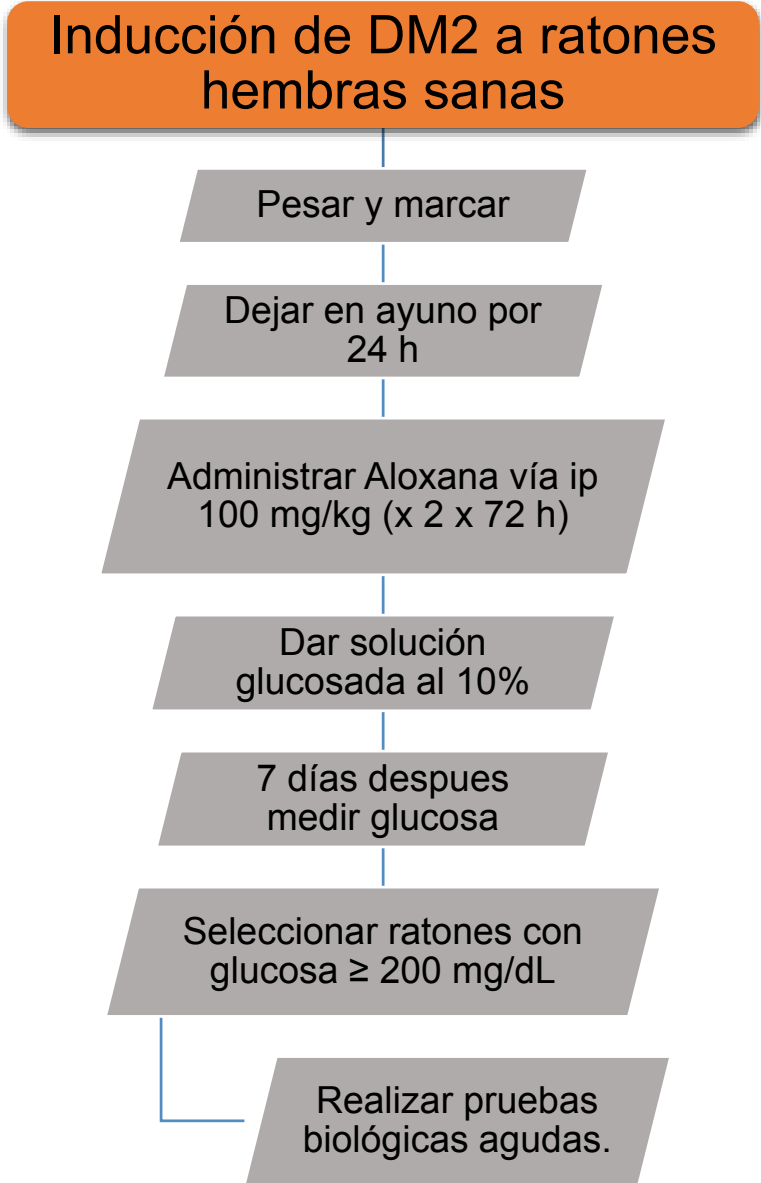 Inducción de DM2 a ratones
hembras sanas
Pesar y marcar
Dejar en ayuno por
24 h
Administrar Aloxana vía ip
100 mg/kg (x 2 x 72 h)
Dar solución
glucosada al 10%
7 días despues
medir glucosa
Seleccionar ratones con
glucosa ≥ 200 mg/dL
Realizar pruebas
biológicas agudas.